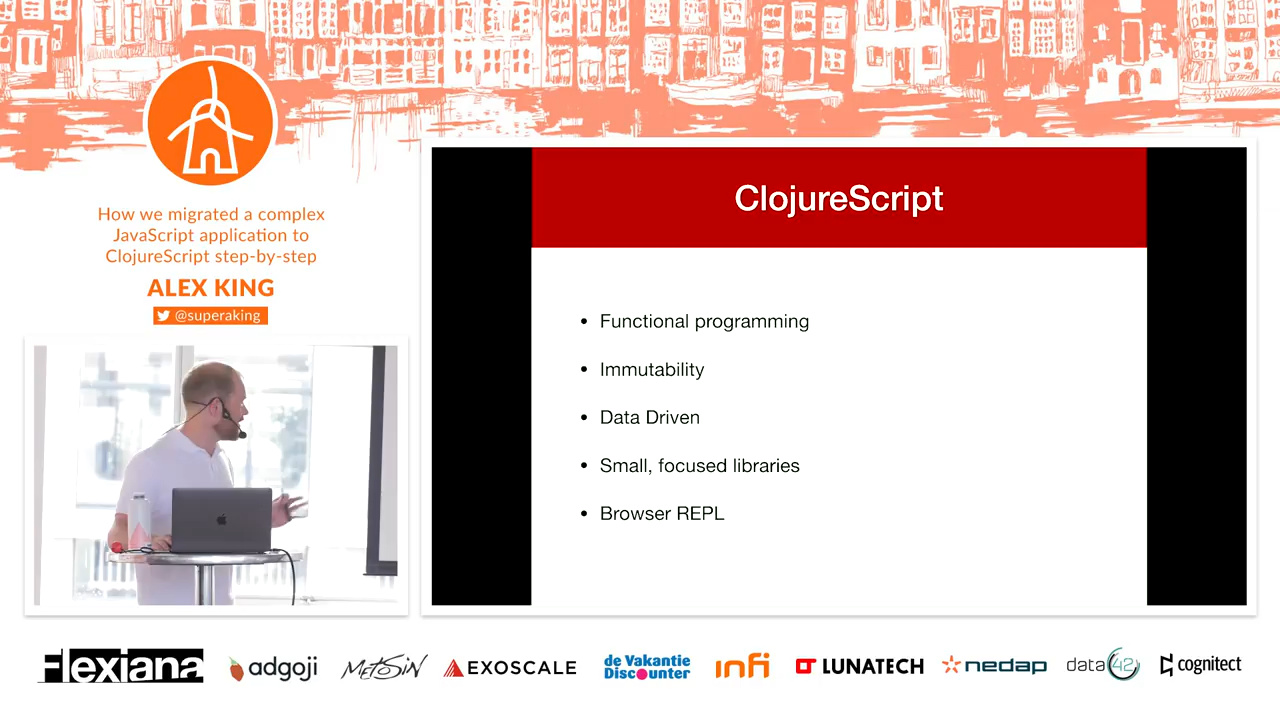 How we migrated a complex
JavaScript application to
ClojureScript step-by-step
ALEX KING
@superaking
ClojureScript
• Functional programming
• Immutability
• Data Driven
• Small, focused libraries
• Browser REPL
Flexiana
adgoji
METOSIN
EXOSCALE
de Vakantie
Discounter
infi
LUNATECH
nedap
data42
cognitect